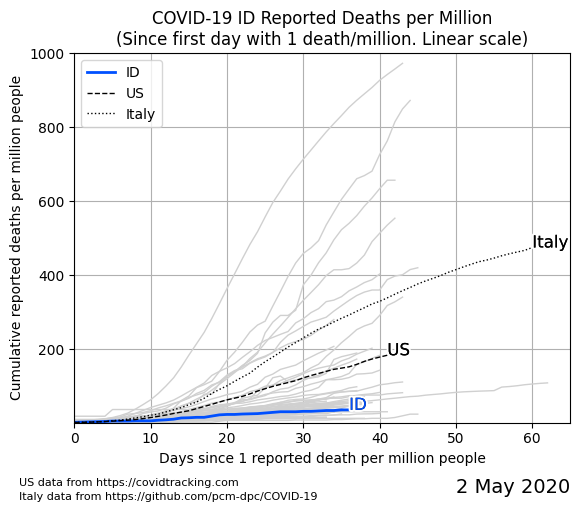 COVID-19 ID Reported Deaths per Million
(Since first day with 1 death/million. Linear scale)
Cumulative reported deaths per million people
1000
800
600
400
200
ID
US
Italy
Italy
US
ID
0 10 20 30 40 50 60
Days since 1 reported death per million people
US data from https://covidtracking.com
Italy data from https://github.com/pcm-dpc/COVID-19
2 May 2020